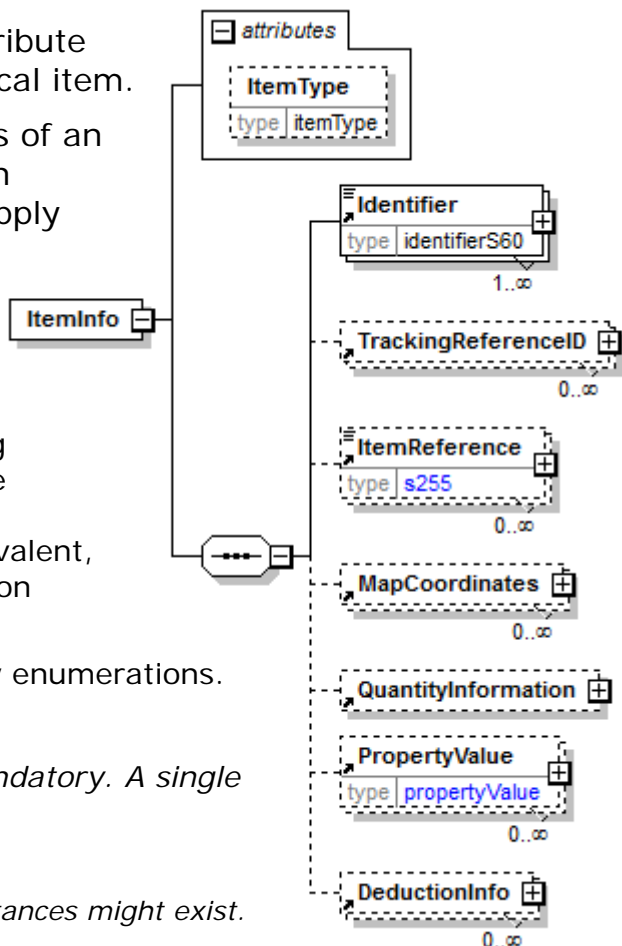 ribute
cal item.
s of an
n
pply
g
e
valent,
on
v enumerations.
ndatory. A single
tances might exist.
ItemInfo
attributes
ItemType
type itemType
Identifier
type identifierS60
1..∞
TrackingReferenceID
0..∞
ItemReference
type s255
0..∞
MapCoordinates
0..∞
QuantityInformation
PropertyValue
type propertyValue
0..∞
DeductionInfo
0..∞